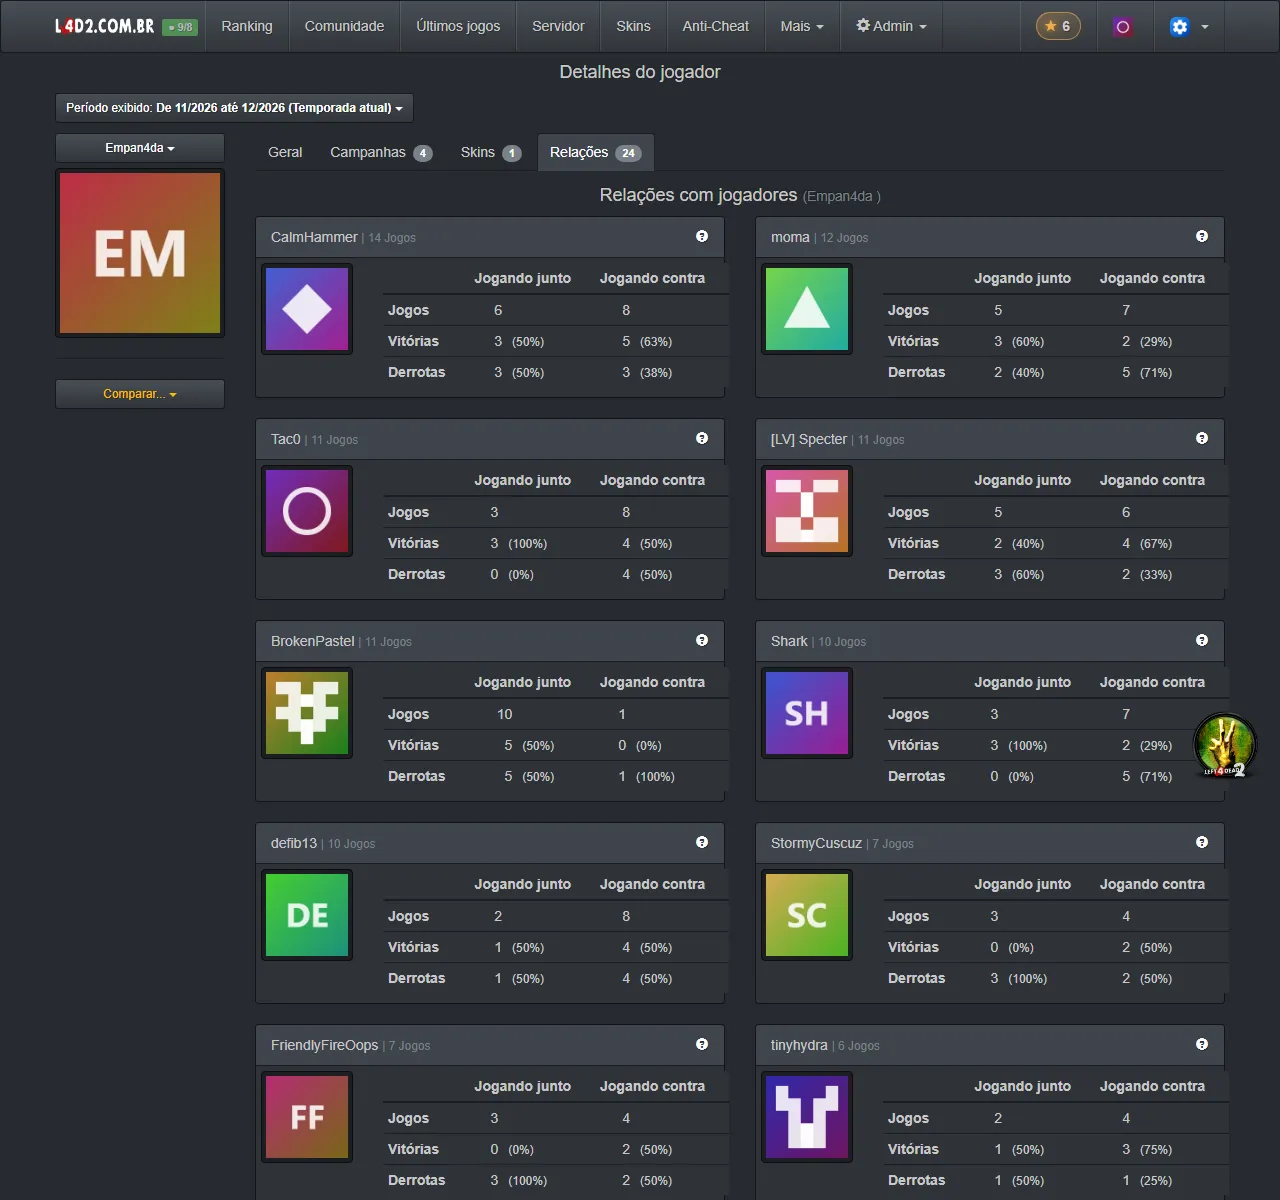 L4D2.COM.BR 9/8 Ranking Comunidade Últimos jogos Servidor Skins Anti-Cheat Mais Admin 6
Detalhes do jogador
Período exibido: De 11/2026 até 12/2026 (Temporada atual)
Empan4da
EM
Comparar...
Geral Campanhas 4 Skins 1 Relações 24
Relações com jogadores (Empan4da )
CalmHammer | 14 Jogos
Jogando junto Jogando contra
Jogos 6 8
Vitórias 3 (50%) 5 (63%)
Derrotas 3 (50%) 3 (38%)
moma | 12 Jogos
Jogando junto Jogando contra
Jogos 5 7
Vitórias 3 (60%) 2 (29%)
Derrotas 2 (40%) 5 (71%)
Tac0 | 11 Jogos
Jogando junto Jogando contra
Jogos 3 8
Vitórias 3 (100%) 4 (50%)
Derrotas 0 (0%) 4 (50%)
[LV] Specter | 11 Jogos
Jogando junto Jogando contra
Jogos 5 6
Vitórias 2 (40%) 4 (67%)
Derrotas 3 (60%) 2 (33%)
BrokenPastel | 11 Jogos
Jogando junto Jogando contra
Jogos 10 1
Vitórias 5 (50%) 0 (0%)
Derrotas 5 (50%) 1 (100%)
Shark | 10 Jogos
SH
Jogando junto Jogando contra
Jogos 3 7
Vitórias 3 (100%) 2 (29%)
Derrotas 0 (0%) 5 (71%)
LEFT 4 DEAD 2
defib13 | 10 Jogos
DE
Jogando junto Jogando contra
Jogos 2 8
Vitórias 1 (50%) 4 (50%)
Derrotas 1 (50%) 4 (50%)
StormyCuscuz | 7 Jogos
SC
Jogando junto Jogando contra
Jogos 3 4
Vitórias 0 (0%) 2 (50%)
Derrotas 3 (100%) 2 (50%)
FriendlyFireOops | 7 Jogos
FF
Jogando junto Jogando contra
Jogos 3 4
Vitórias 0 (0%) 2 (50%)
Derrotas 3 (100%) 2 (50%)
tinyhydra | 6 Jogos
Jogando junto Jogando contra
Jogos 2 4
Vitórias 1 (50%) 3 (75%)
Derrotas 1 (50%) 1 (25%)